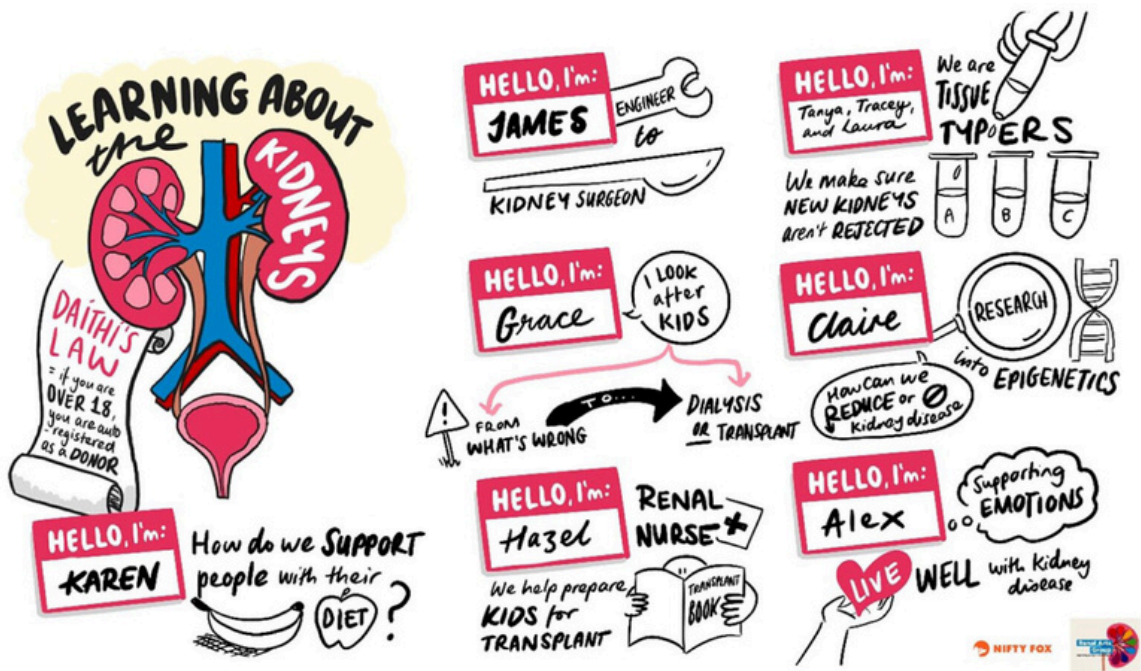 LEARNING ABOUT
the
KIDNEYS
DAÍTHÍ'S
LAW
= if you are
OVER 18,
you are auto
-registered
as a DONOR
HELLO, I'm:
KAREN
How do we SUPPORT
people with their
DIET?
HELLO, I'm:
JAMES
ENGINEER
to
KIDNEY SURGEON
HELLO, I'm:
Grace
I LOOK
after
KIDS
FROM
WHAT'S WRONG
TO...
DIALYSIS
OR TRANSPLANT
HELLO, I'm:
Hazel
RENAL
NURSE
We help prepare
KIDS for
TRANSPLANT
TRANSPLANT
BOOK
HELLO, I'm:
Tanya, Tracey,
and Laura
We are
TISSUE
TYPERS
We make sure
NEW KIDNEYS
aren't REJECTED
A B C
HELLO, I'm:
Claire
RESEARCH
into EPIGENETICS
How can we
REDUCE or
Kidney disease
HELLO, I'm:
Alex
Supporting
EMOTIONS
LIVE WELL with kidney
disease
NIFTY FOX
Renal Arts
Group